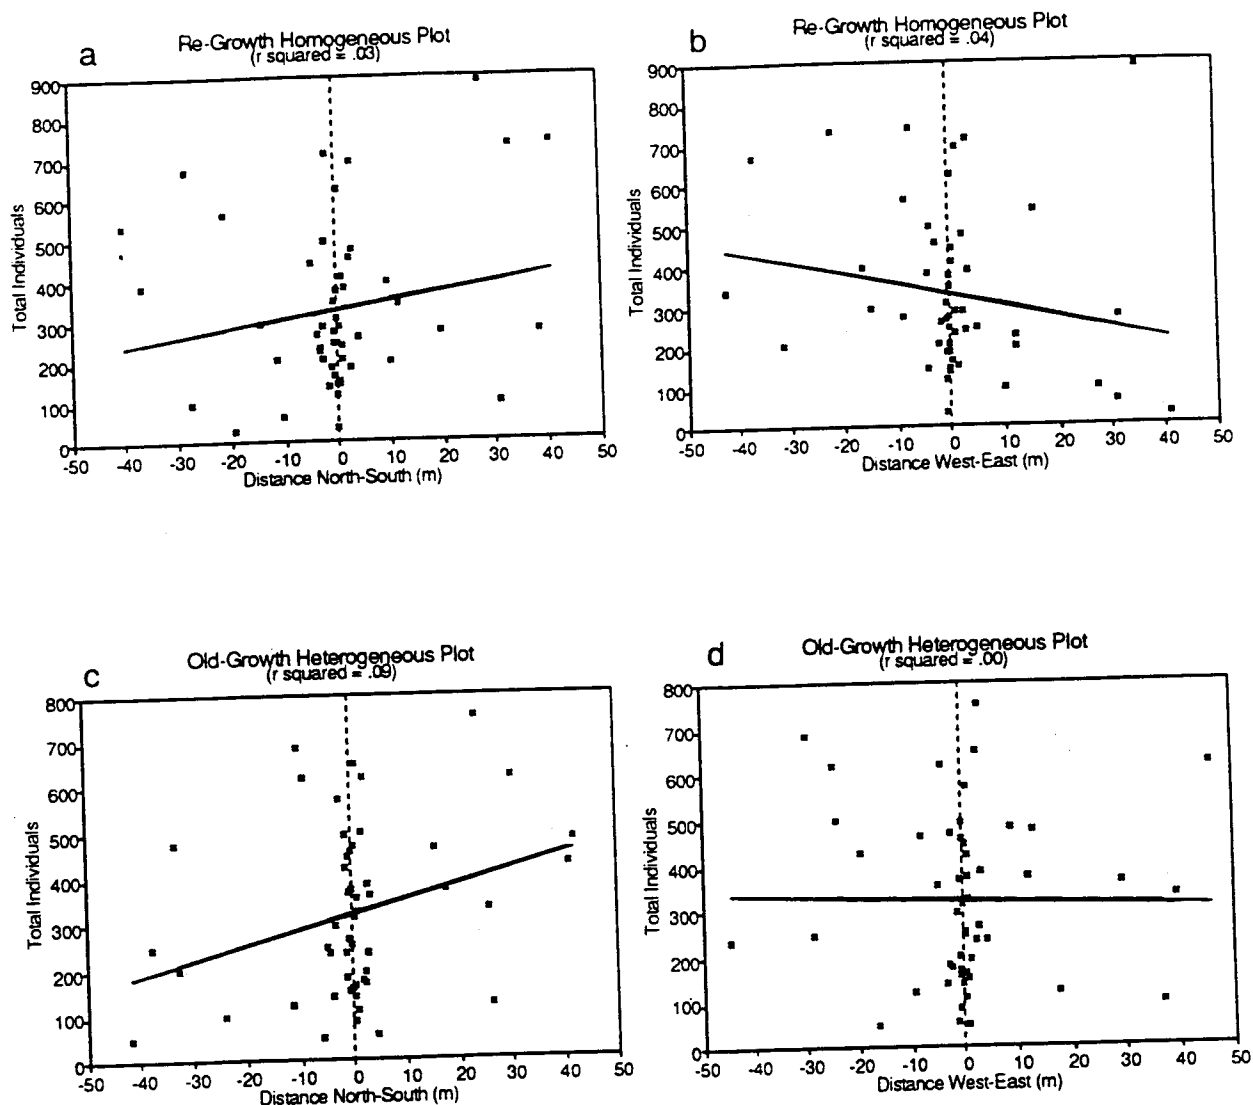 a
Re-Growth Homogeneous Plot
(r squared = .03)
900
800
700
600
500
400
300
200
100
0
Total Individuals
-50 -40 -30 -20 -10 0 10 20 30 40 50
Distance North-South (m)
b
Re-Growth Homogeneous Plot
(r squared = .04)
900
800
700
600
500
400
300
200
100
0
Total Individuals
-50 -40 -30 -20 -10 0 10 20 30 40 50
Distance West-East (m)
c
Old-Growth Heterogeneous Plot
(r squared = .09)
800
700
600
500
400
300
200
100
0
Total Individuals
-50 -40 -30 -20 -10 0 10 20 30 40 50
Distance North-South (m)
d
Old-Growth Heterogeneous Plot
(r squared = .00)
800
700
600
500
400
300
200
100
0
Total Individuals
-50 -40 -30 -20 -10 0 10 20 30 40 50
Distance West-East (m)